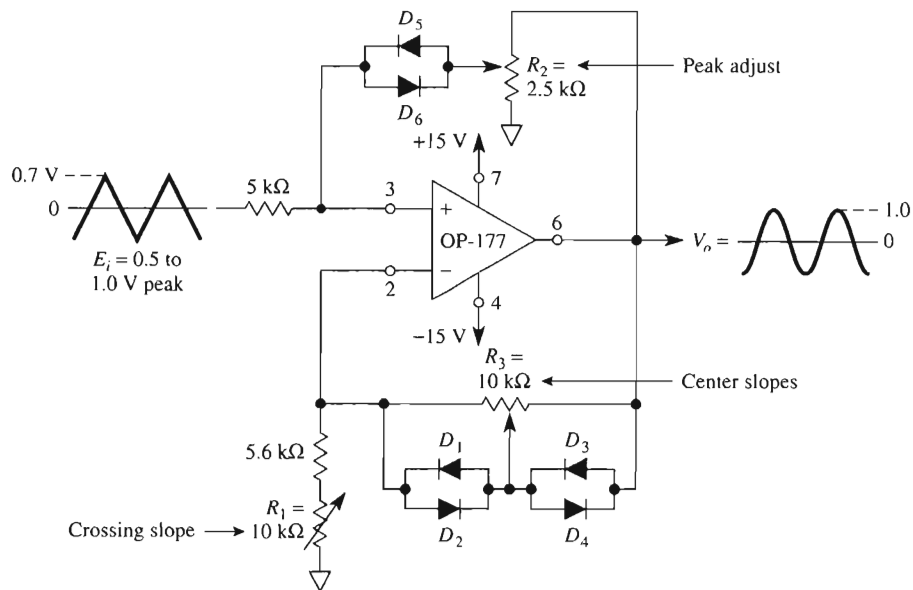 D5
D6
R2 =
2.5 kΩ
Peak adjust
+15 V
7
0.7 V
0
5 kΩ
3
+
OP-177
6
Vo =
1.0
0
Ei = 0.5 to
1.0 V peak
2
−
4
−15 V
R3 =
10 kΩ
Center slopes
5.6 kΩ
D1
D3
R1 =
10 kΩ
Crossing slope
D2
D4